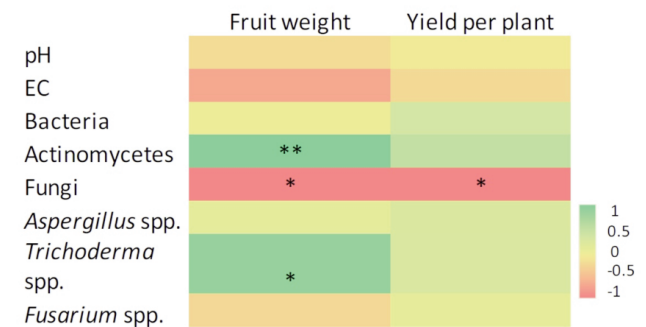 Fruit weight Yield per plant
pH
EC
Bacteria
Actinomycetes **
Fungi * *
Aspergillus spp.
Trichoderma
spp. *
Fusarium spp.
1
0.5
0
-0.5
-1